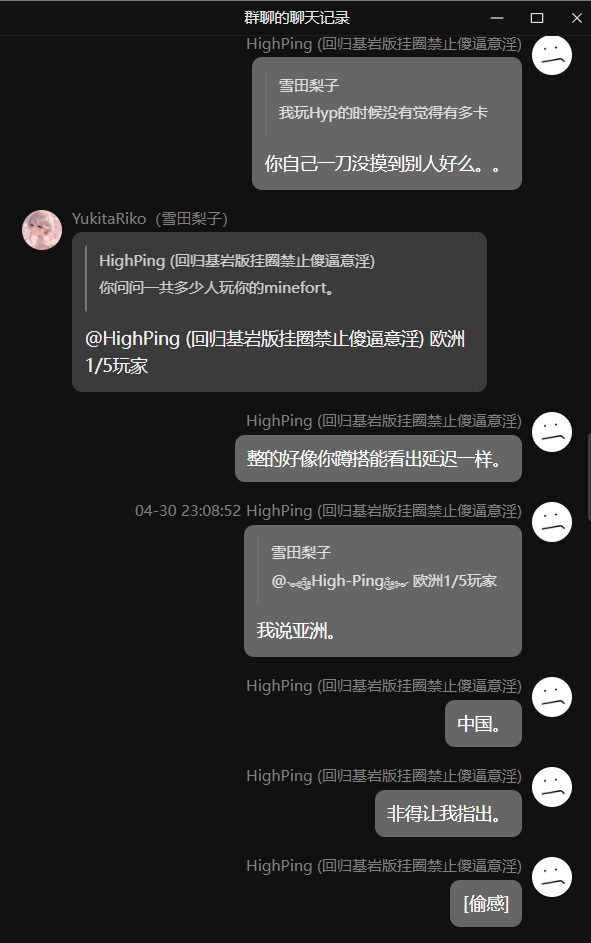 群聊的聊天记录
HighPing (回归基岩版挂圈禁止傻逼意淫)
雪田梨子
我玩Hyp的时候没有觉得有多卡
你自己一刀没摸到别人好么。。
YukitaRiko（雪田梨子）
HighPing (回归基岩版挂圈禁止傻逼意淫)
你问问一共多少人玩你的minefort。
@HighPing (回归基岩版挂圈禁止傻逼意淫) 欧洲
1/5玩家
HighPing (回归基岩版挂圈禁止傻逼意淫)
整的好像你蹲搭能看出延迟一样。
04-30 23:08:52 HighPing (回归基岩版挂圈禁止傻逼意淫)
雪田梨子
@꧁High-Ping꧂ 欧洲1/5玩家
我说亚洲。
HighPing (回归基岩版挂圈禁止傻逼意淫)
中国。
HighPing (回归基岩版挂圈禁止傻逼意淫)
非得让我指出。
HighPing (回归基岩版挂圈禁止傻逼意淫)
[偷感]